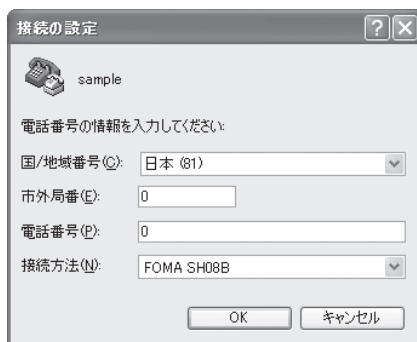 接続の設定
sample
電話番号の情報を入力してください:
国/地域番号(C): 日本 (81)
市外局番(E): 0
電話番号(P): 0
接続方法(N): FOMA SH08B
OK キャンセル